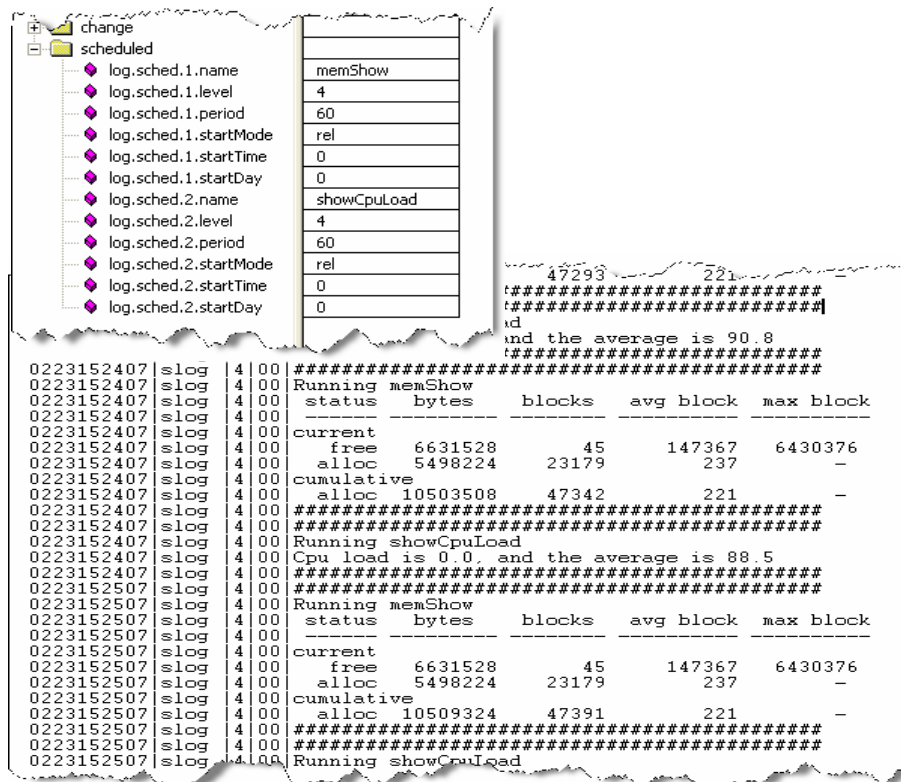 change
scheduled
log.sched.1.name memShow
log.sched.1.level 4
log.sched.1.period 60
log.sched.1.startMode rel
log.sched.1.startTime 0
log.sched.1.startDay 0
log.sched.2.name showCpuLoad
log.sched.2.level 4
log.sched.2.period 60
log.sched.2.startMode rel
log.sched.2.startTime 0
log.sched.2.startDay 0
47293 221 -
############################
############################
ad
and the average is 90.8
############################
0223152407|slog |4|00|##############################################
0223152407|slog |4|00|Running memShow
0223152407|slog |4|00| status bytes blocks avg block max block
0223152407|slog |4|00| ------ --------- -------- ---------- ----------
0223152407|slog |4|00|current
0223152407|slog |4|00| free 6631528 45 147367 6430376
0223152407|slog |4|00| alloc 5498224 23179 237 -
0223152407|slog |4|00|cumulative
0223152407|slog |4|00| alloc 10503508 47342 221 -
0223152407|slog |4|00|##############################################
0223152407|slog |4|00|##############################################
0223152407|slog |4|00|Running showCpuLoad
0223152407|slog |4|00|Cpu load is 0.0, and the average is 88.5
0223152407|slog |4|00|##############################################
0223152507|slog |4|00|##############################################
0223152507|slog |4|00|Running memShow
0223152507|slog |4|00| status bytes blocks avg block max block
0223152507|slog |4|00| ------ --------- -------- ---------- ----------
0223152507|slog |4|00|current
0223152507|slog |4|00| free 6631528 45 147367 6430376
0223152507|slog |4|00| alloc 5498224 23179 237 -
0223152507|slog |4|00|cumulative
0223152507|slog |4|00| alloc 10509324 47391 221 -
0223152507|slog |4|00|##############################################
0223152507|slog |4|00|##############################################
0223152507|slog |4|00|Running showCpuLoad